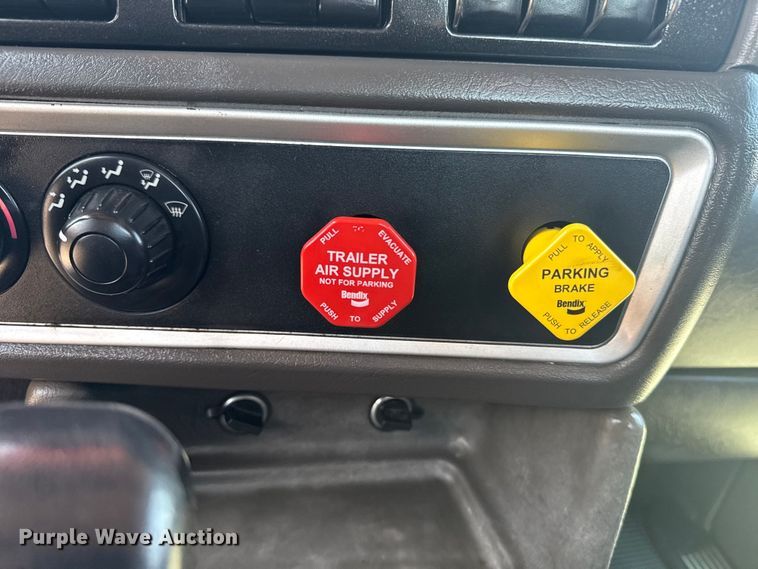 PULL TO EVACUATE
TRAILER
AIR SUPPLY
NOT FOR PARKING
Bendix
PUSH TO SUPPLY
PULL TO APPLY
PARKING
BRAKE
Bendix
PUSH TO RELEASE
Purple Wave Auction